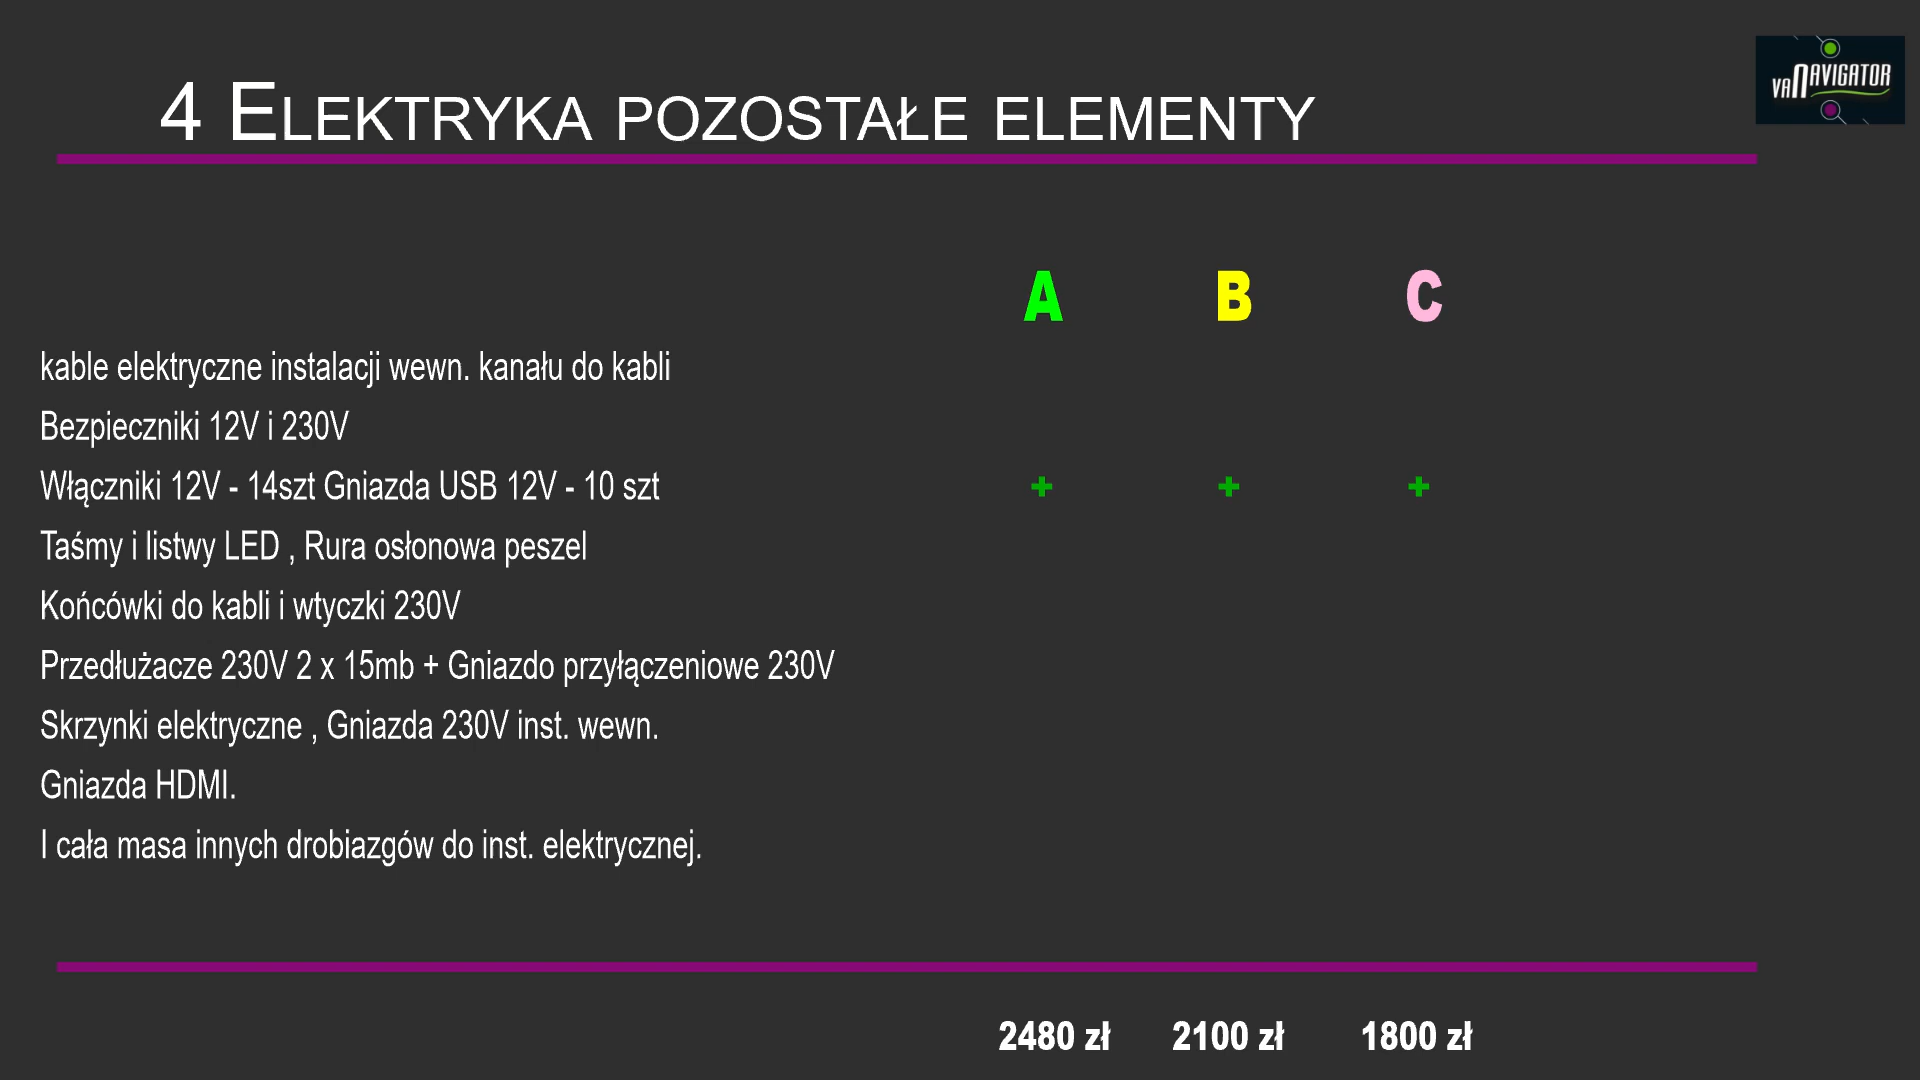 4 ELEKTRYKA POZOSTAŁE ELEMENTY
VANAVIGATOR
A B C
kable elektryczne instalacji wewn. kanału do kabli
Bezpieczniki 12V i 230V
Włączniki 12V - 14szt Gniazda USB 12V - 10 szt + + +
Taśmy i listwy LED , Rura osłonowa peszel
Końcówki do kabli i wtyczki 230V
Przedłużacze 230V 2 x 15mb + Gniazdo przyłączeniowe 230V
Skrzynki elektryczne , Gniazda 230V inst. wewn.
Gniazda HDMI.
I cała masa innych drobiazgów do inst. elektrycznej.
2480 zł 2100 zł 1800 zł